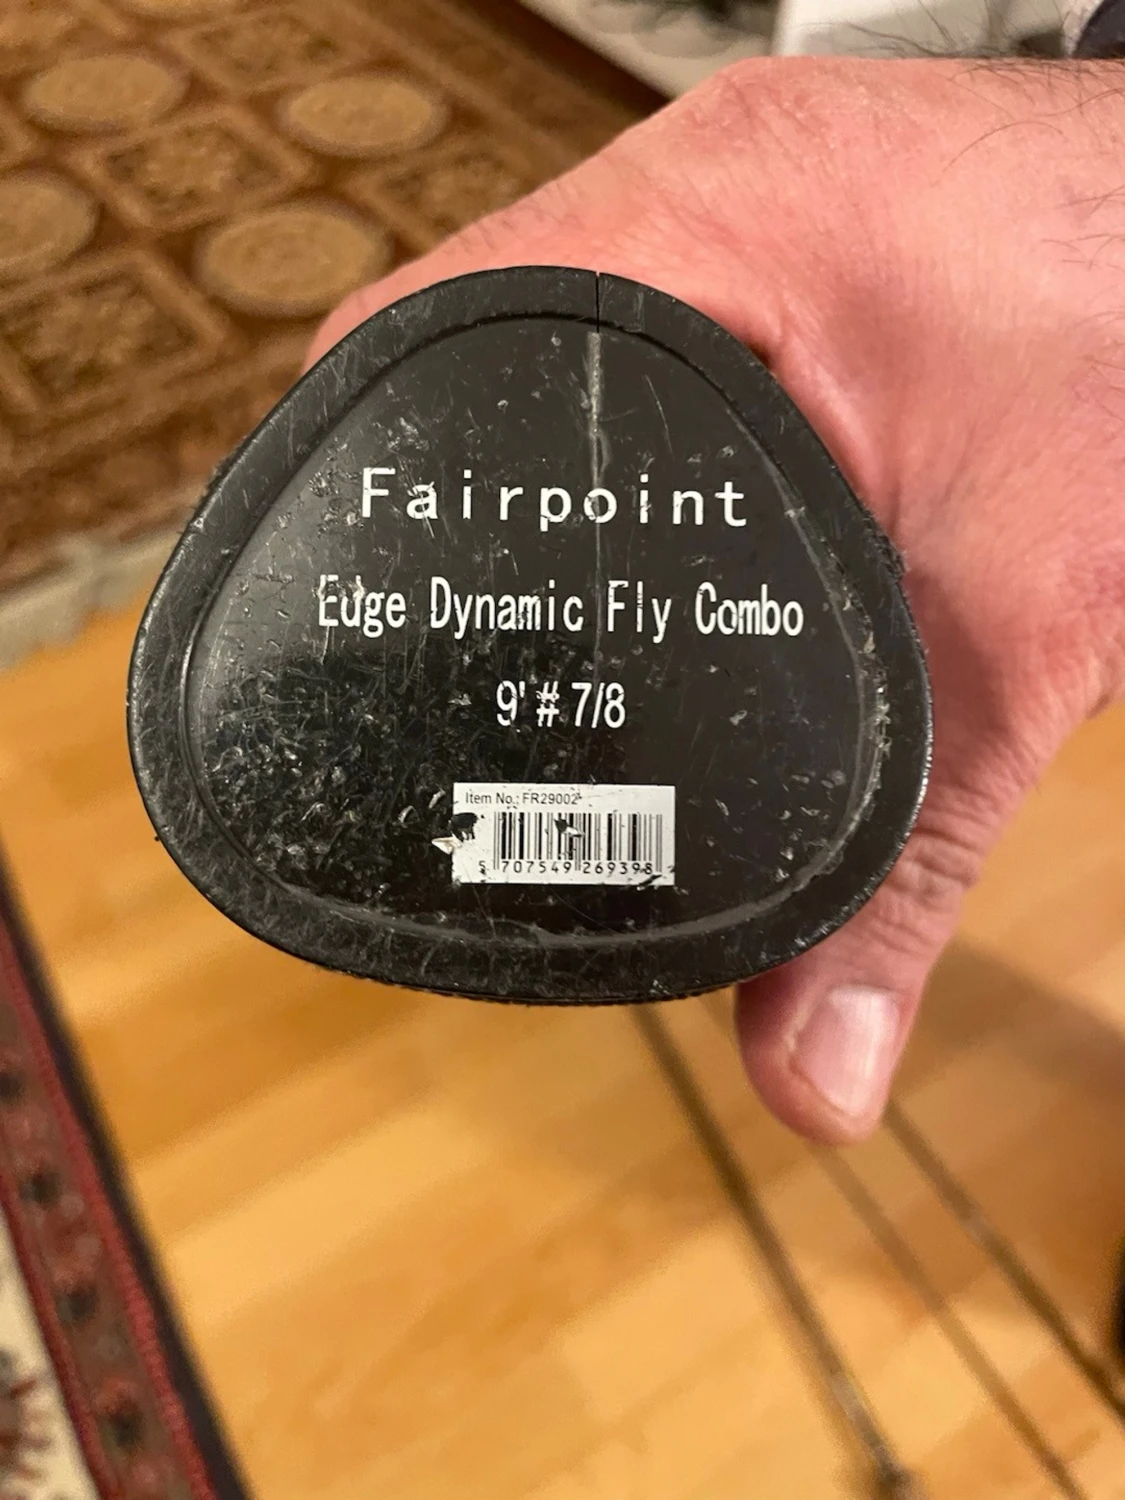 Fairpoint
Edge Dynamic Fly Combo
9' # 7/8
Item No.: FR29002
5 707549 269398